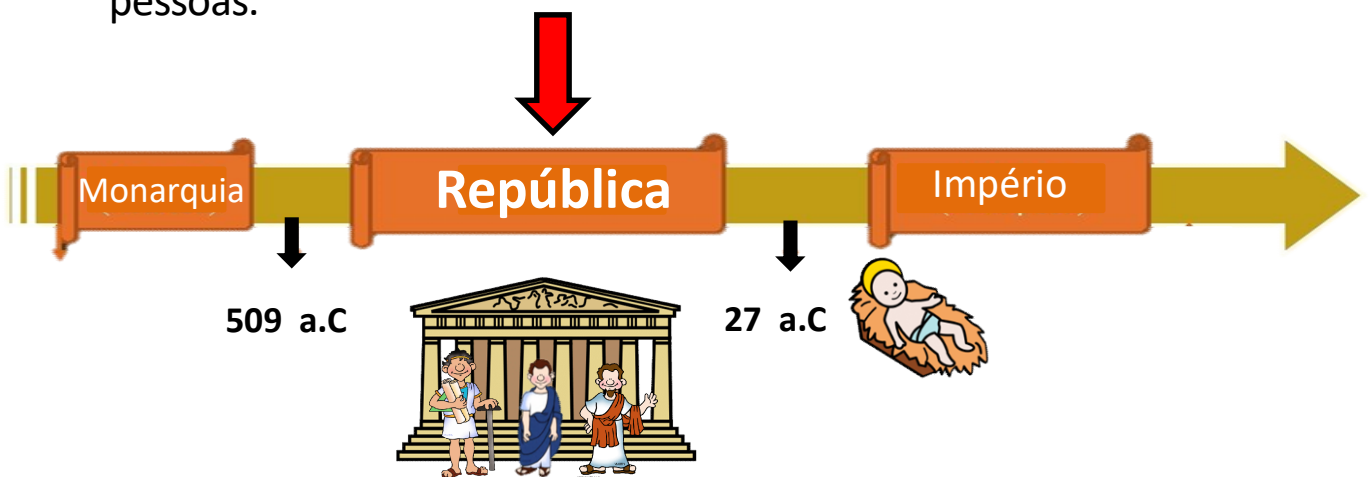 pessoas.
Monarquia
República
Império
509 a.C
27 a.C